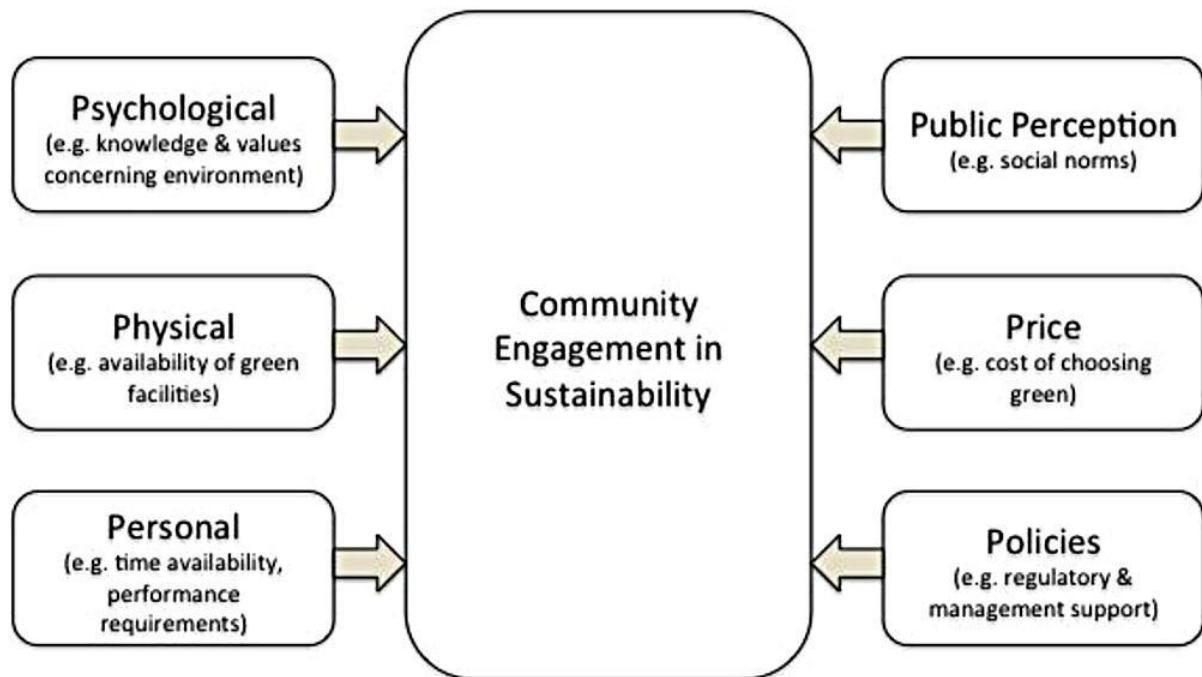 Psychological
(e.g. knowledge & values
concerning environment)
Physical
(e.g. availability of green
facilities)
Personal
(e.g. time availability,
performance
requirements)
Community
Engagement in
Sustainability
Public Perception
(e.g. social norms)
Price
(e.g. cost of choosing
green)
Policies
(e.g. regulatory &
management support)